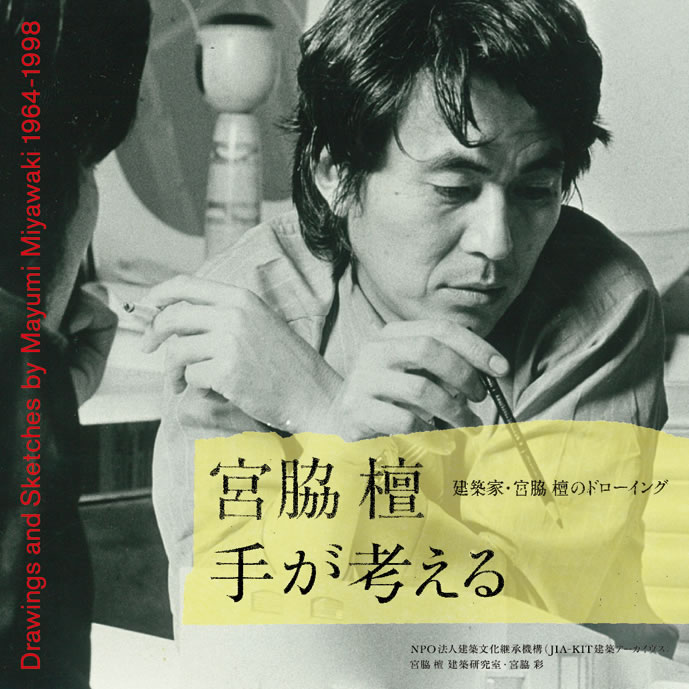 Drawings and Sketches by Mayumi Miyawaki 1964-1998
宮脇 檀
建築家・宮脇 檀のドローイング
手が考える
NPO法人建築文化継承機構(JIA-KIT建築アーカイヴス)
宮脇 檀 建築研究室・宮脇 彩